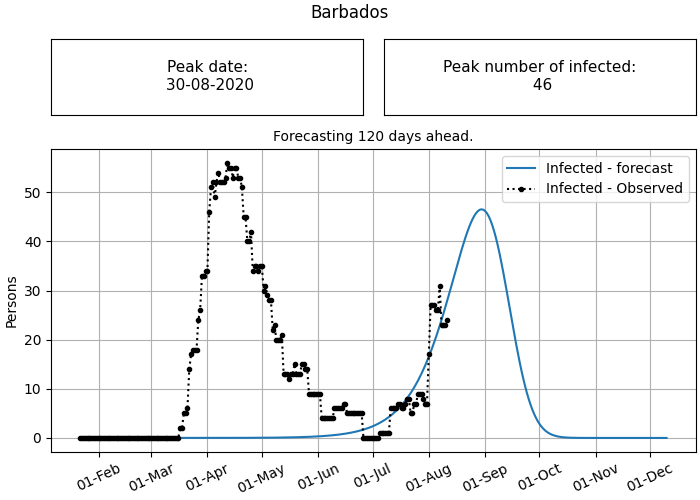 Barbados
Peak date:
30-08-2020
Peak number of infected:
46
Forecasting 120 days ahead.
Infected - forecast
Infected - Observed
Persons
50
40
30
20
10
0
01-Feb
01-Mar
01-Apr
01-May
01-Jun
01-Jul
01-Aug
01-Sep
01-Oct
01-Nov
01-Dec